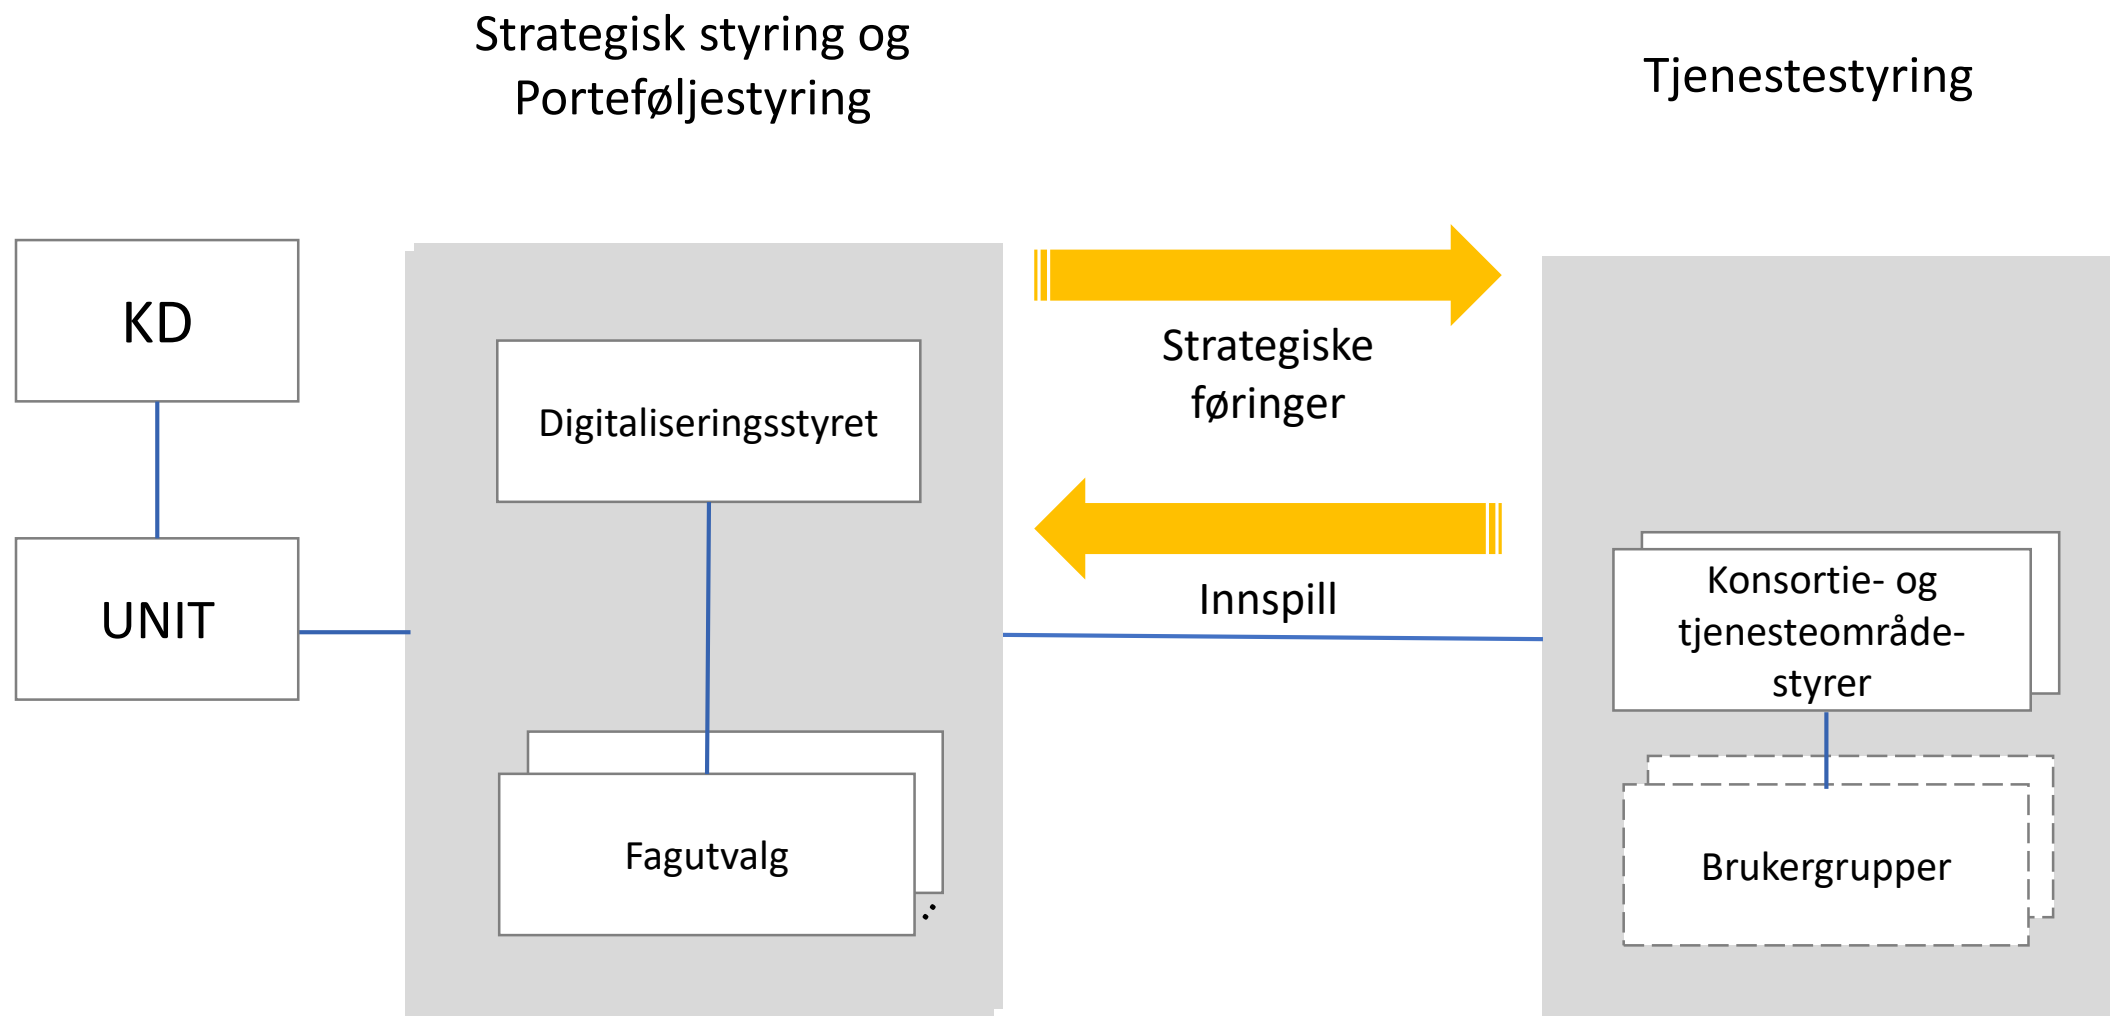 Strategisk styring og
Porteføljestyring
Tjenestestyring
KD
UNIT
Digitaliseringsstyret
Fagutvalg
Strategiske
føringer
Innspill
Konsortie- og
tjenesteområde-
styrer
Brukergrupper